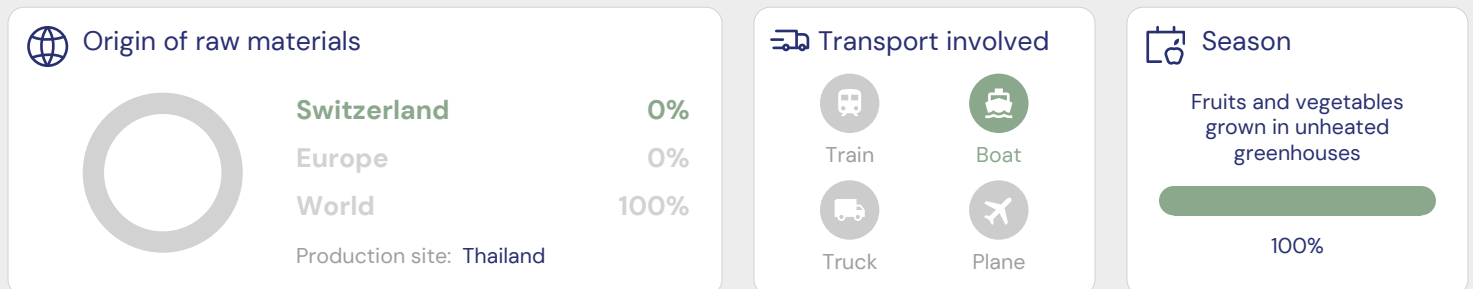 Origin of raw materials
Switzerland 0%
Europe 0%
World 100%
Production site: Thailand
Transport involved
Train Boat
Truck Plane
Season
Fruits and vegetables
grown in unheated
greenhouses
100%